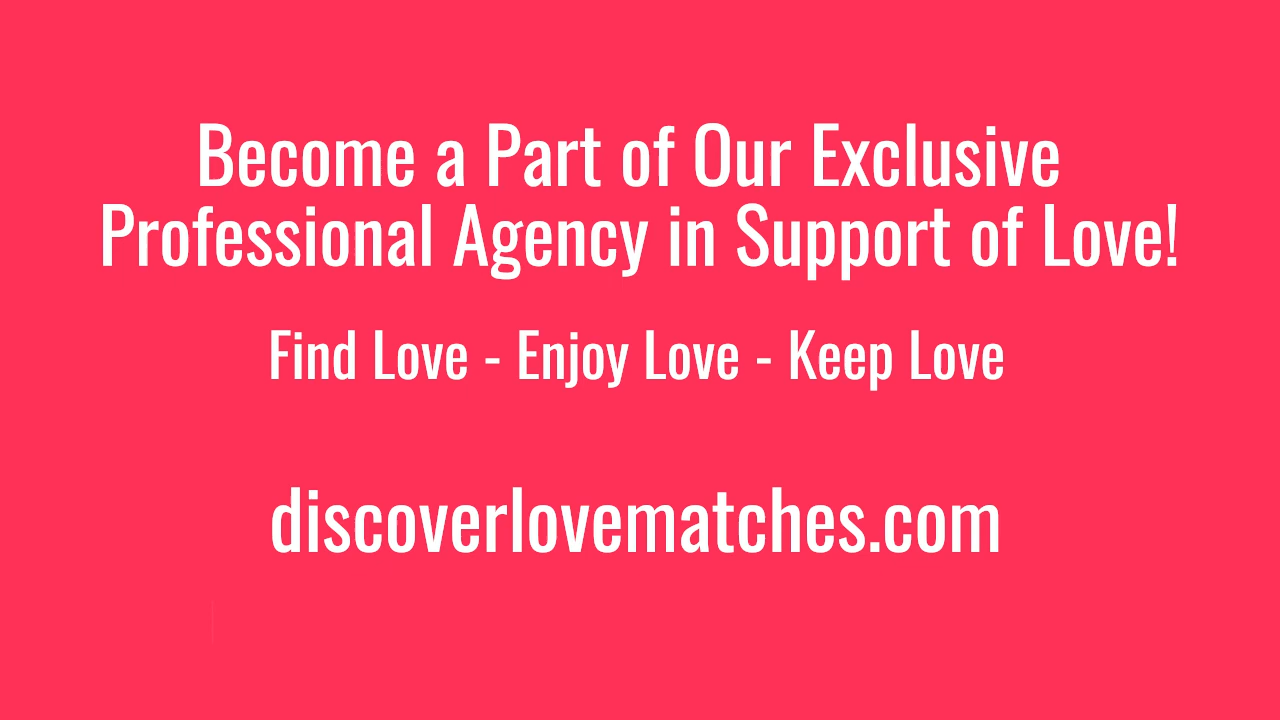 Become a Part of Our Exclusive
Professional Agency in Support of Love!
Find Love - Enjoy Love - Keep Love
discoverlovematches.com